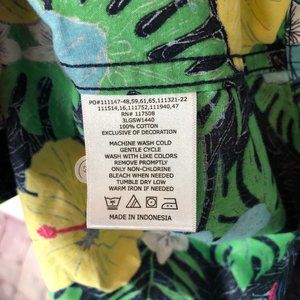 PO#111147-48,59,61,65,111321-22
111514,16,111752,111940,47
RN# 117508
3LGSW1440
100% COTTON
EXCLUSIVE OF DECORATION
MACHINE WASH COLD
GENTLE CYCLE
WASH WITH LIKE COLORS
REMOVE PROMPTLY
ONLY NON-CHLORINE
BLEACH WHEN NEEDED
TUMBLE DRY LOW
WARM IRON IF NEEDED
MADE IN INDONESIA